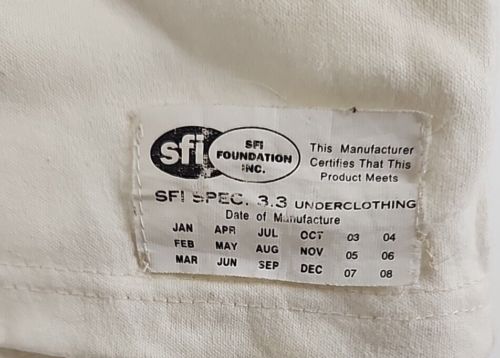 sfi
SFI
FOUNDATION
INC.
This Manufacturer
Certifies That This
Product Meets
SFI SPEC. 3.3 UNDERCLOTHING
Date of Manufacture
JAN APR JUL OCT 03 04
FEB MAY AUG NOV 05 06
MAR JUN SEP DEC 07 08